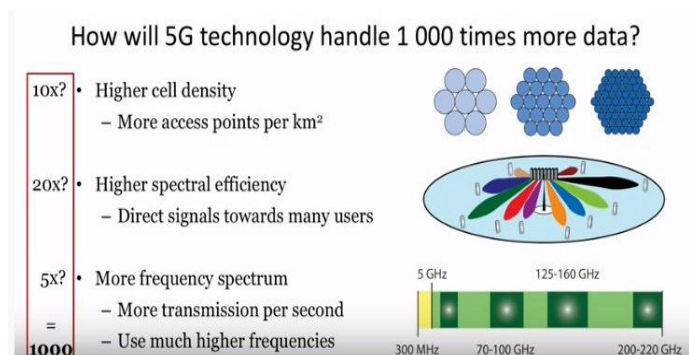 How will 5G technology handle 1 000 times more data?
10x? • Higher cell density
– More access points per km²
20x? • Higher spectral efficiency
– Direct signals towards many users
5x? • More frequency spectrum
– More transmission per second
= – Use much higher frequencies
1000
5 GHz 125-160 GHz
300 MHz 70-100 GHz 200-220 GHz